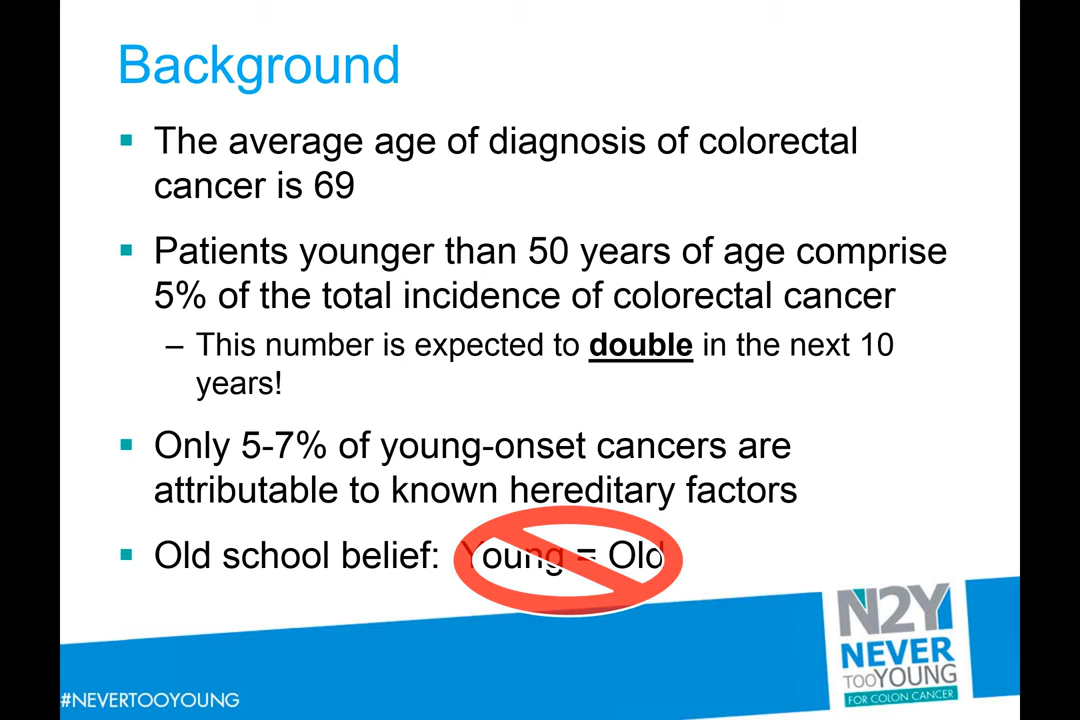 Background
The average age of diagnosis of colorectal
cancer is 69
Patients younger than 50 years of age comprise
5% of the total incidence of colorectal cancer
– This number is expected to double in the next 10
years!
Only 5-7% of young-onset cancers are
attributable to known hereditary factors
Old school belief: Young = Old
N2Y
NEVER
TOOYOUNG
FOR COLON CANCER
#NEVERTOOYOUNG